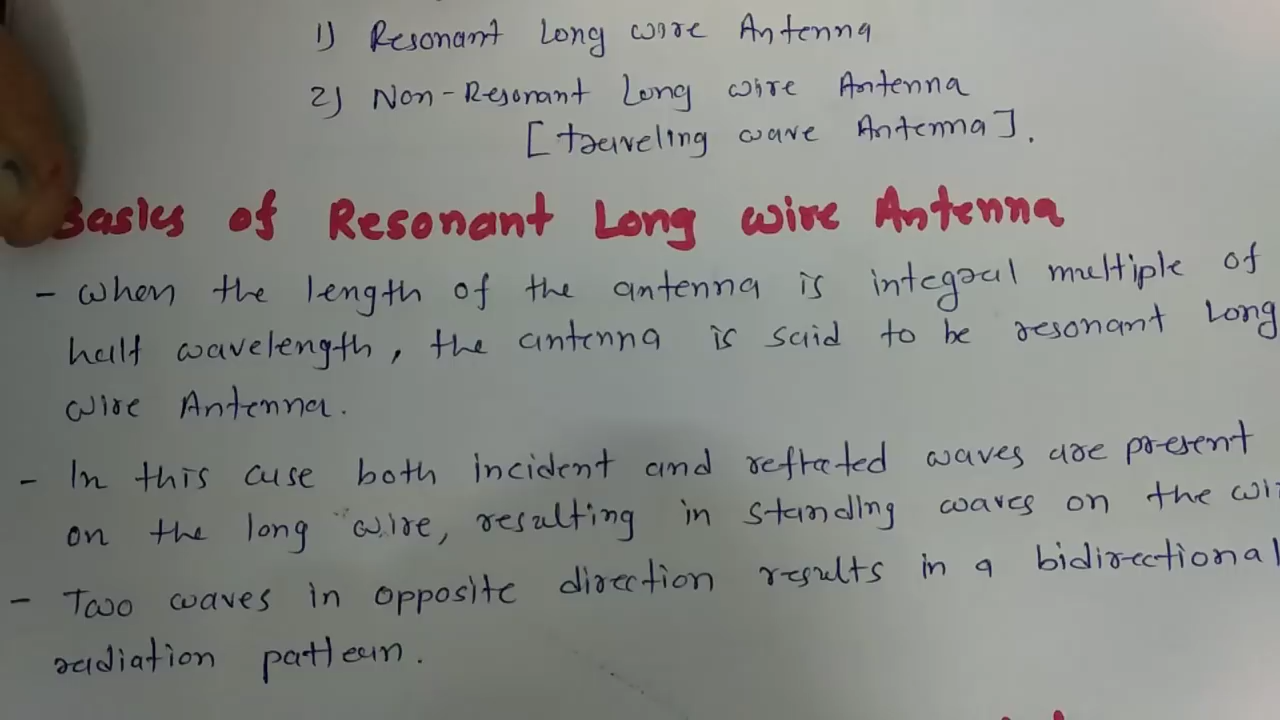 1) Resonant Long wire Antenna
2) Non-Resonant Long wire Antenna
[traveling wave Antenna].
Basics of Resonant Long wire Antenna
- When the length of the antenna is integral multiple of
half wavelength, the antenna is said to be resonant Long
wire Antenna.
- In this case both incident and reflected waves are present
on the long wire, resulting in standing waves on the wi
- Two waves in opposite direction results in a bidirectional
radiation pattern.